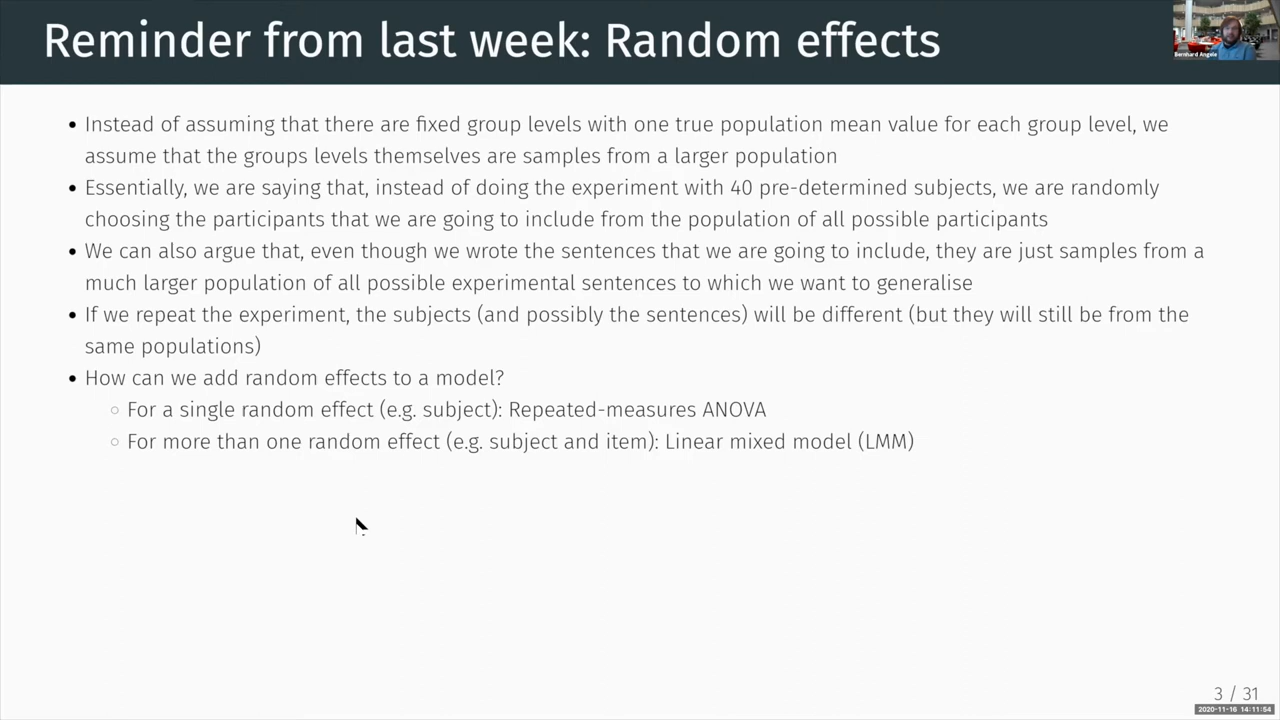 Reminder from last week: Random effects
Bernhard Angele
• Instead of assuming that there are fixed group levels with one true population mean value for each group level, we
assume that the groups levels themselves are samples from a larger population
• Essentially, we are saying that, instead of doing the experiment with 40 pre-determined subjects, we are randomly
choosing the participants that we are going to include from the population of all possible participants
• We can also argue that, even though we wrote the sentences that we are going to include, they are just samples from a
much larger population of all possible experimental sentences to which we want to generalise
• If we repeat the experiment, the subjects (and possibly the sentences) will be different (but they will still be from the
same populations)
• How can we add random effects to a model?
○ For a single random effect (e.g. subject): Repeated-measures ANOVA
○ For more than one random effect (e.g. subject and item): Linear mixed model (LMM)
3 / 31
2020-11-16 14:11:54